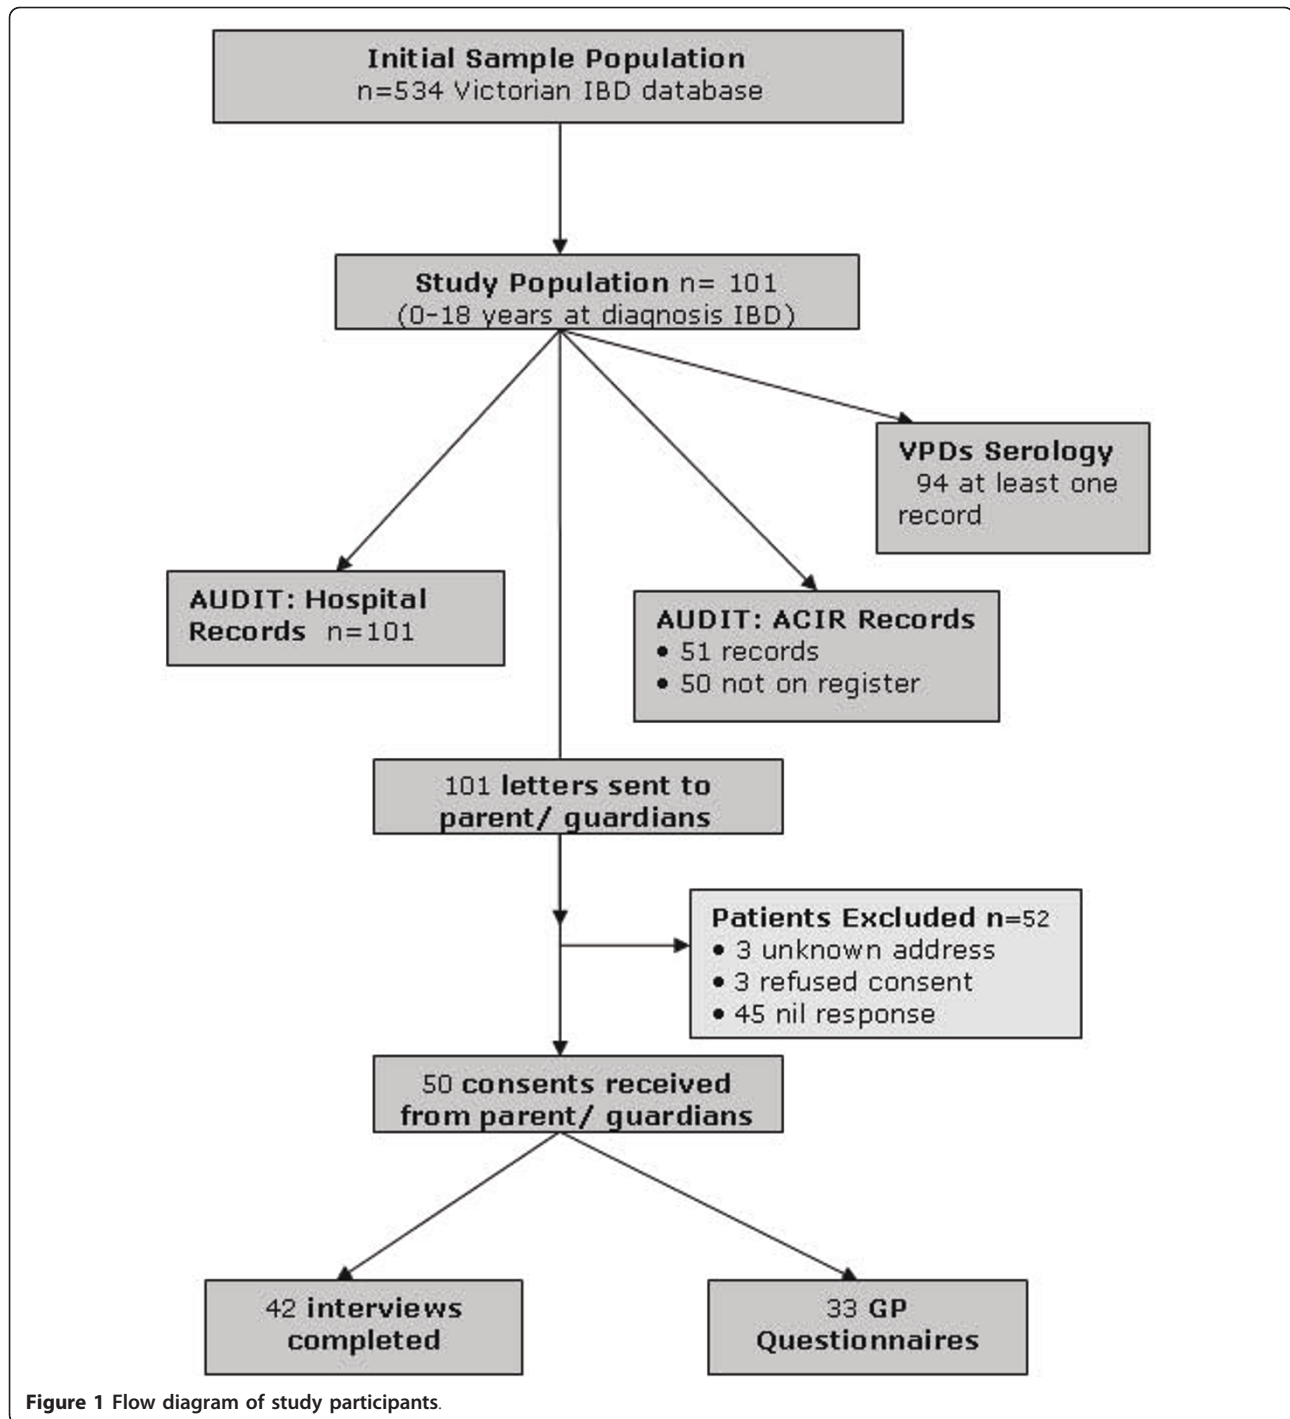 Initial Sample Population
n=534 Victorian IBD database
Study Population n= 101
(0-18 years at diagnosis IBD)
VPDs Serology
94 at least one
record
AUDIT: Hospital
Records n=101
AUDIT: ACIR Records
• 51 records
• 50 not on register
101 letters sent to
parent/ guardians
Patients Excluded n=52
• 3 unknown address
• 3 refused consent
• 45 nil response
50 consents received
from parent/ guardians
42 interviews
completed
33 GP
Questionnaires
Figure 1 Flow diagram of study participants.